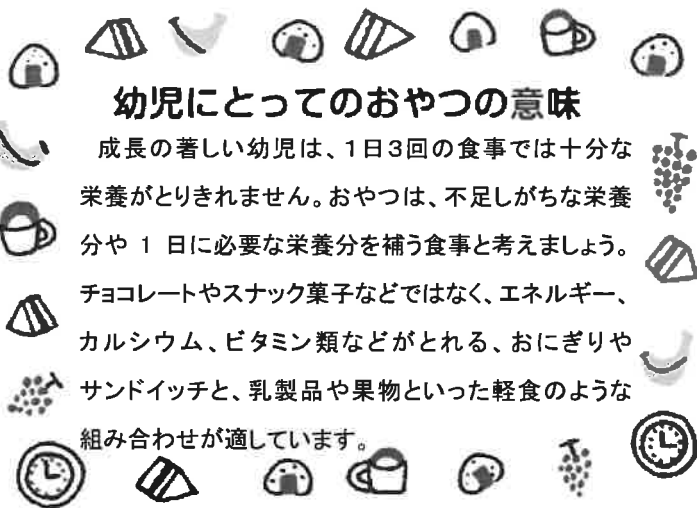 幼児にとってのおやつの意味
成長の著しい幼児は、1日3回の食事では十分な
栄養がとりきれません。おやつは、不足しがちな栄養
分や 1 日に必要な栄養分を補う食事と考えましょう。
チョコレートやスナック菓子などではなく、エネルギー、
カルシウム、ビタミン類などがとれる、おにぎりや
サンドイッチと、乳製品や果物といった軽食のような
組み合わせが適しています。